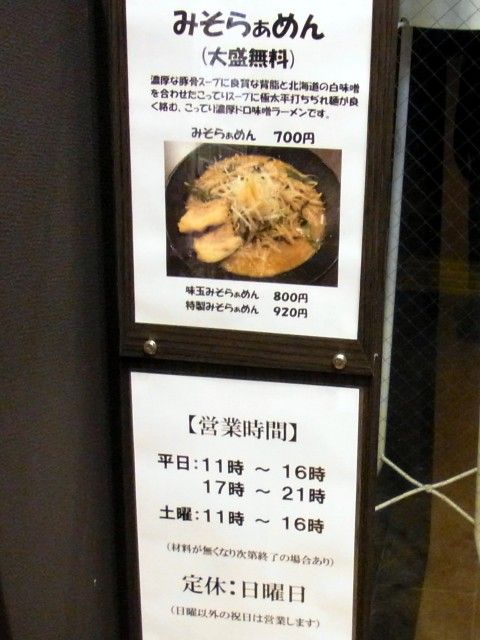 みそらぁめん
(大盛無料)
濃厚な豚骨スープに良質な背脂と北海道の白味噌
を合わせたこってりスープに極太平打ちぢれ麺が良
く絡む、こってり濃厚ドロ味噌ラーメンです。
みそらぁめん 700円
味玉みそらぁめん 800円
特製みそらぁめん 920円
【営業時間】
平日：11時 ～ 16時
17時 ～ 21時
土曜：11時 ～ 16時
(材料が無くなり次第終了の場合あり)
定休：日曜日
(日曜以外の祝日は営業します)